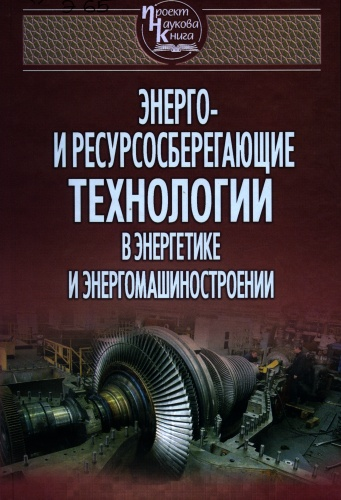 Проект
Наукова
Книга
ЭНЕРГО-
И РЕСУРСОСБЕРЕГАЮЩИЕ
ТЕХНОЛОГИИ
В ЭНЕРГЕТИКЕ
И ЭНЕРГОМАШИНОСТРОЕНИИ